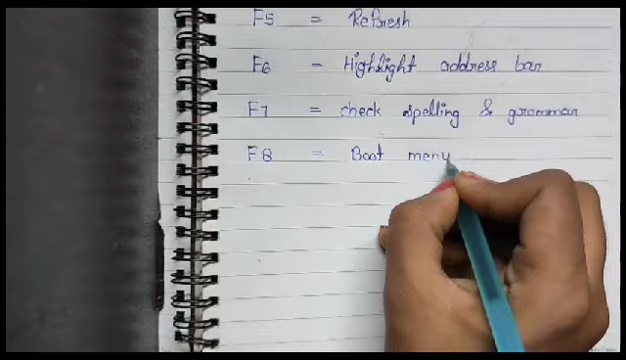 F5 = Refresh
F6 - Highlight address bar
F7 = check spelling & grammar
F8 = Boot menu